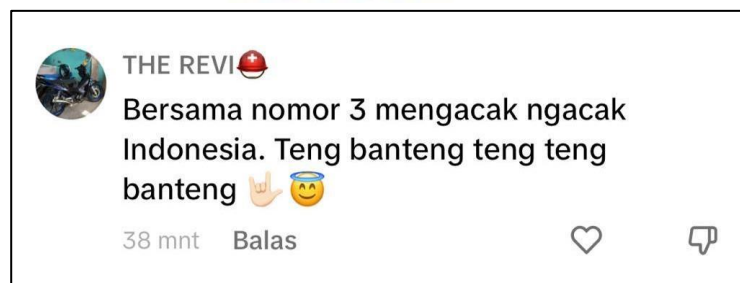 THE REVI⛑️
Bersama nomor 3 mengacak ngacak
Indonesia. Teng banteng teng teng
banteng 🤟🏻😇
38 mnt Balas